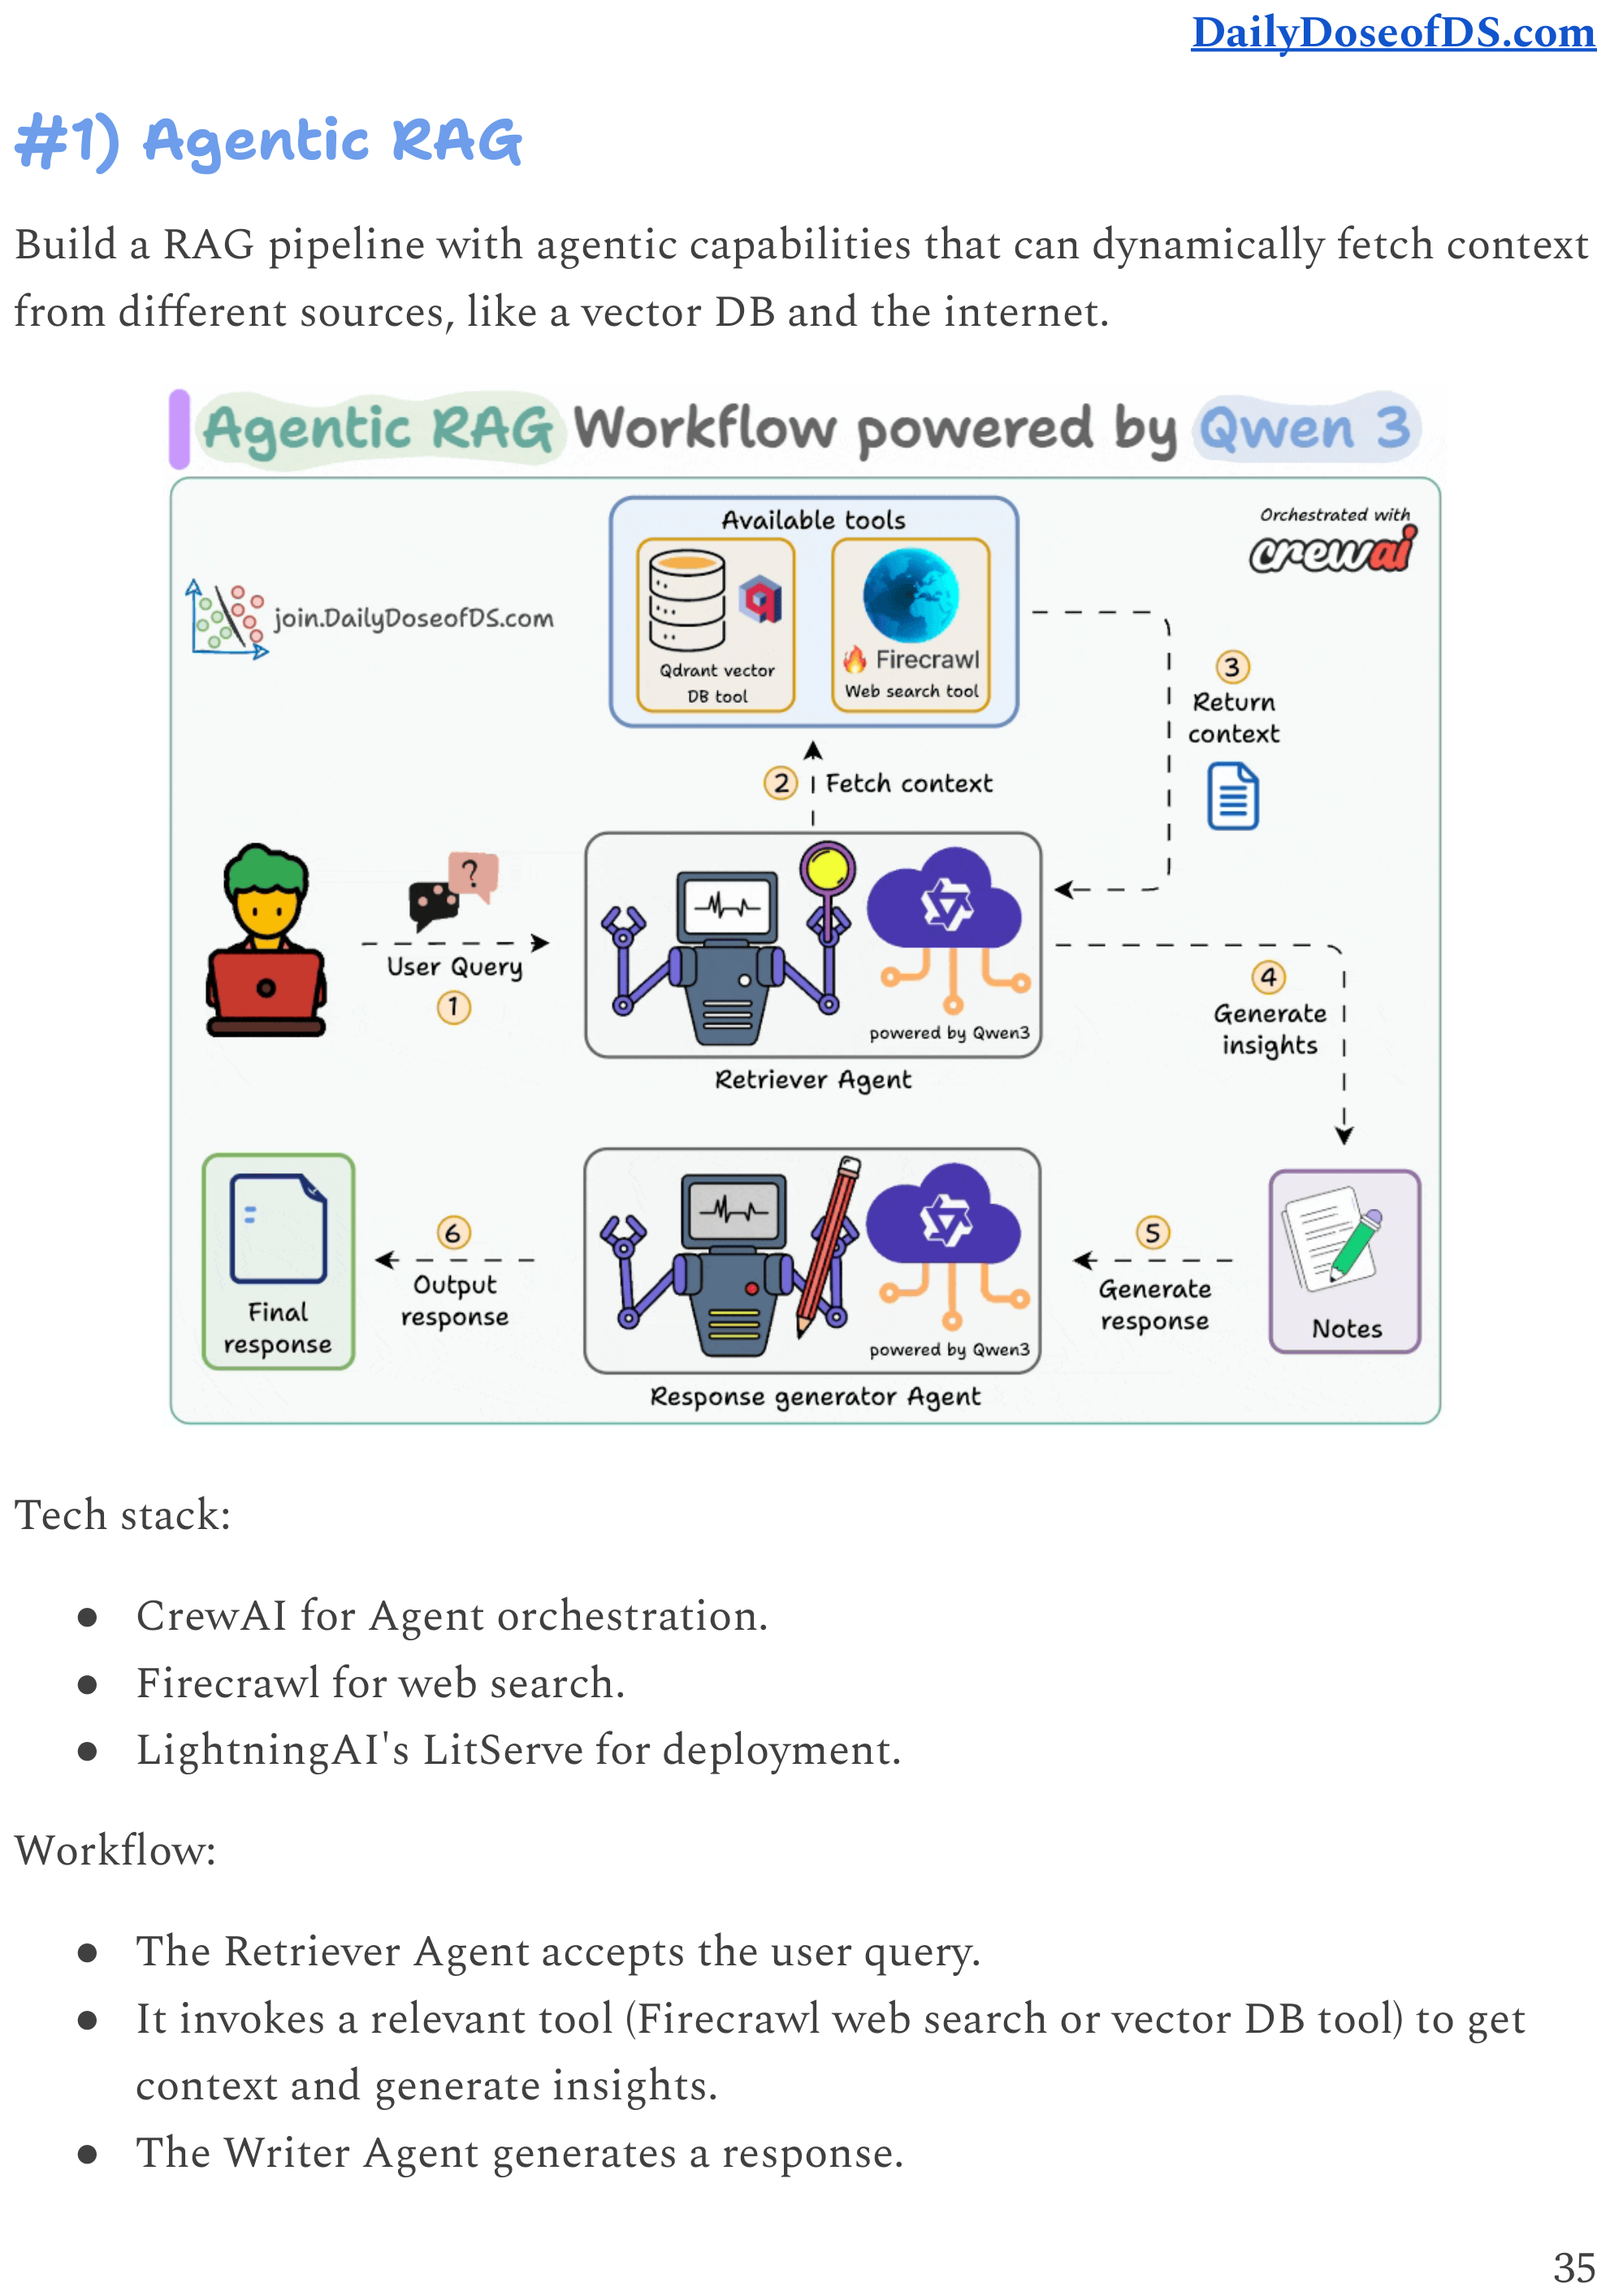 DailyDoseofDS.com
#1) Agentic RAG
Build a RAG pipeline with agentic capabilities that can dynamically fetch context
from different sources, like a vector DB and the internet.
Agentic RAG Workflow powered by Qwen 3
Available tools
Orchestrated with
crewai
join.DailyDoseofDS.com
Qdrant vector
DB tool
Firecrawl
Web search tool
3
Return
context
2 Fetch context
?
User Query
1
powered by Qwen3
Retriever Agent
4
Generate
insights
Final
response
6
Output
response
powered by Qwen3
Response generator Agent
5
Generate
response
Notes
Tech stack:
● CrewAI for Agent orchestration.
● Firecrawl for web search.
● LightningAI's LitServe for deployment.
Workflow:
● The Retriever Agent accepts the user query.
● It invokes a relevant tool (Firecrawl web search or vector DB tool) to get
context and generate insights.
● The Writer Agent generates a response.
35